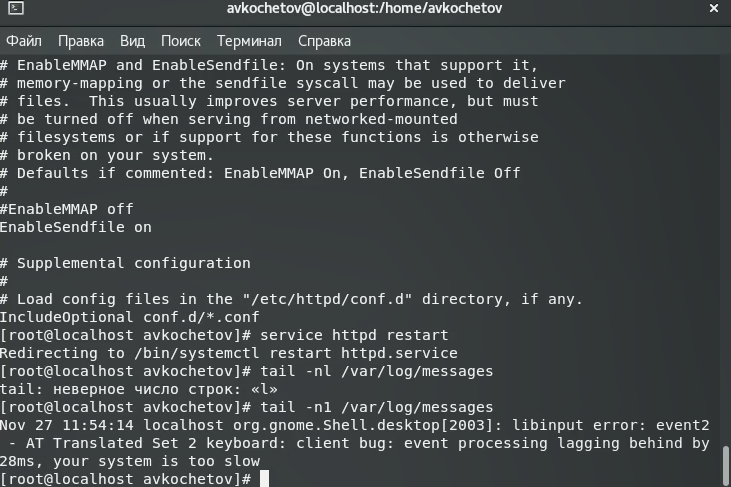 avkochetov@localhost:/home/avkochetov
Файл Правка Вид Поиск Терминал Справка
# EnableMMAP and EnableSendfile: On systems that support it,
# memory-mapping or the sendfile syscall may be used to deliver
# files.  This usually improves server performance, but must
# be turned off when serving from networked-mounted
# filesystems or if support for these functions is otherwise
# broken on your system.
# Defaults if commented: EnableMMAP On, EnableSendfile Off
#
#EnableMMAP off
EnableSendfile on
# Supplemental configuration
#
# Load config files in the "/etc/httpd/conf.d" directory, if any.
IncludeOptional conf.d/*.conf
[root@localhost avkochetov]# service httpd restart
Redirecting to /bin/systemctl restart httpd.service
[root@localhost avkochetov]# tail -nl /var/log/messages
tail: неверное число строк: «l»
[root@localhost avkochetov]# tail -n1 /var/log/messages
Nov 27 11:54:14 localhost org.gnome.Shell.desktop[2003]: libinput error: event2
 - AT Translated Set 2 keyboard: client bug: event processing lagging behind by
28ms, your system is too slow
[root@localhost avkochetov]#